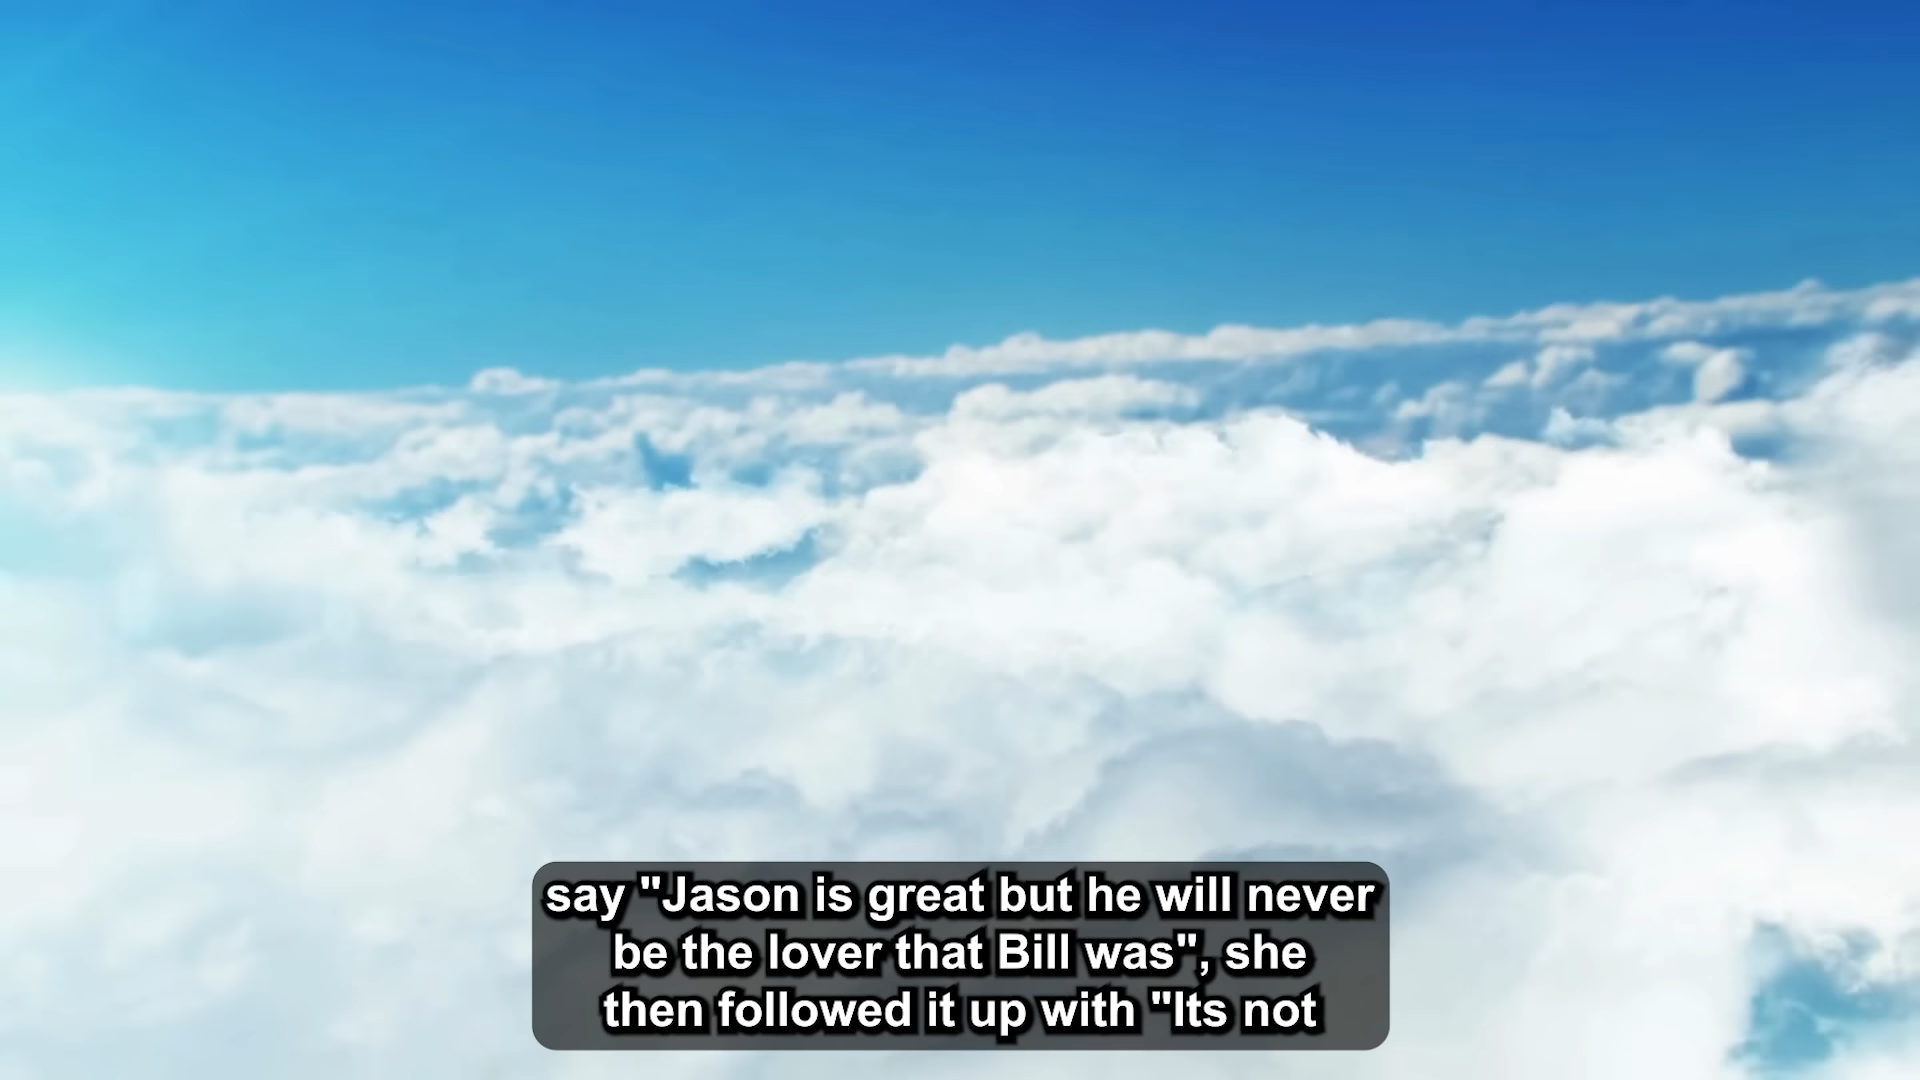 say "Jason is great but he will never
be the lover that Bill was", she
then followed it up with "Its not